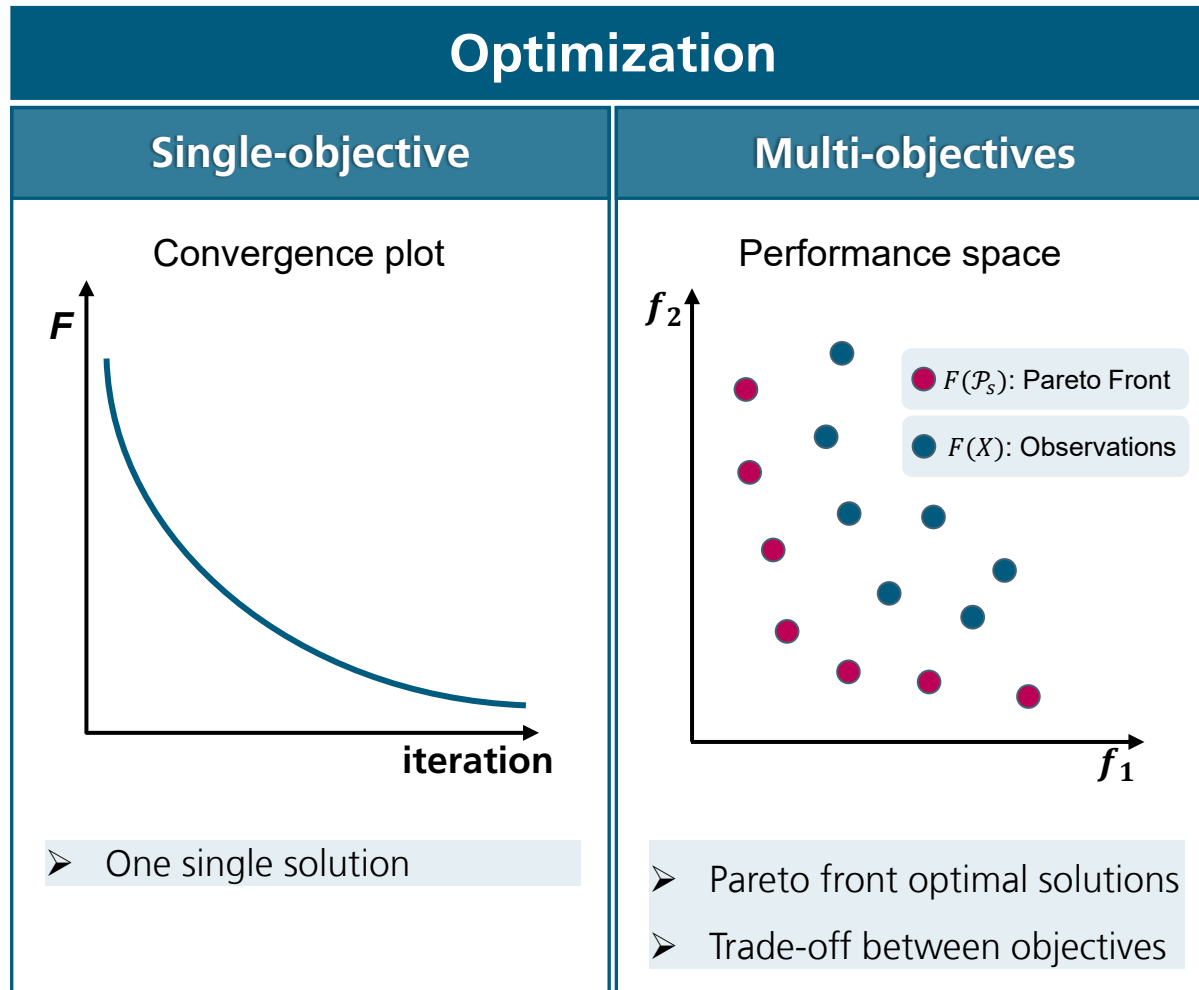 Optimization
Single-objective
Multi-objectives
Convergence plot
F
iteration
➢ One single solution
Performance space
f₂
F(𝒫ₛ): Pareto Front
F(X): Observations
f₁
➢ Pareto front optimal solutions
➢ Trade-off between objectives